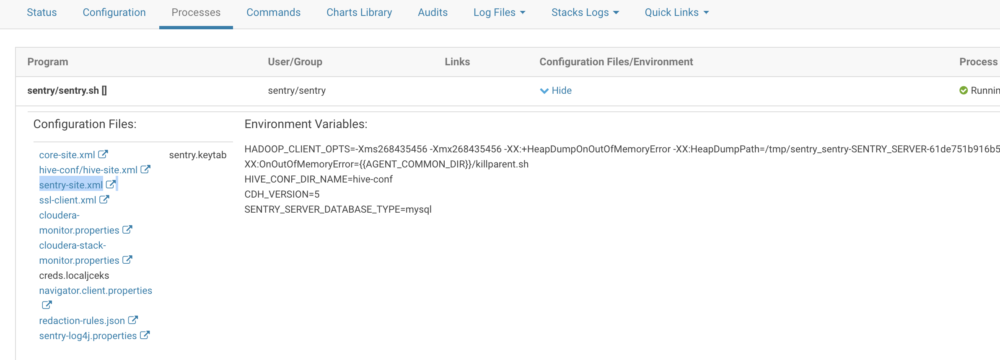 Status Configuration Processes Commands Charts Library Audits Log Files Stacks Logs Quick Links
Program User/Group Links Configuration Files/Environment Process
sentry/sentry.sh [] sentry/sentry Hide Runnin
Configuration Files: Environment Variables:
core-site.xml sentry.keytab
hive-conf/hive-site.xml
sentry-site.xml
ssl-client.xml
cloudera-
monitor.properties
cloudera-stack-
monitor.properties
creds.localjceks
navigator.client.properties
redaction-rules.json
sentry-log4j.properties
HADOOP_CLIENT_OPTS=-Xms268435456 -Xmx268435456 -XX:+HeapDumpOnOutOfMemoryError -XX:HeapDumpPath=/tmp/sentry_sentry-SENTRY_SERVER-61de751b916b5
XX:OnOutOfMemoryError={{AGENT_COMMON_DIR}}/killparent.sh
HIVE_CONF_DIR_NAME=hive-conf
CDH_VERSION=5
SENTRY_SERVER_DATABASE_TYPE=mysql